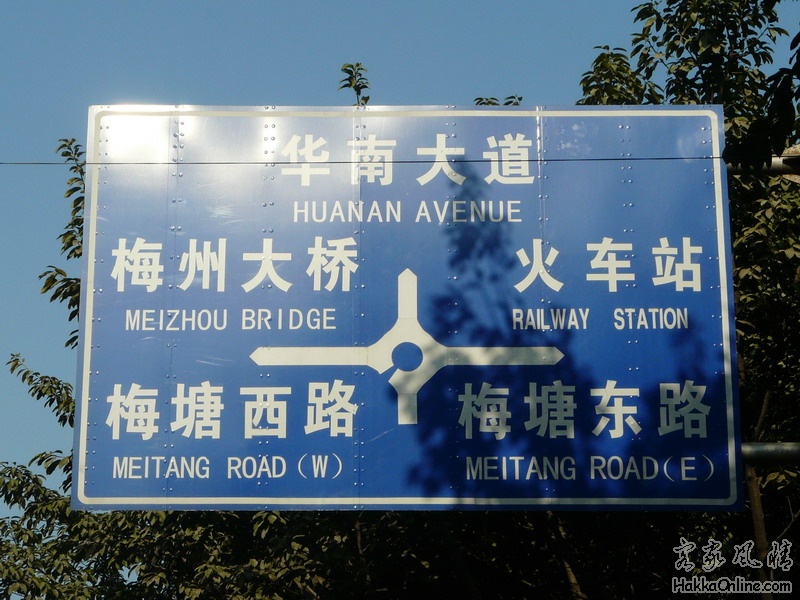 华南大道
HUANAN AVENUE
梅州大桥 火车站
MEIZHOU BRIDGE RAILWAY STATION
梅塘西路 梅塘东路
MEITANG ROAD(W) MEITANG ROAD(E)
客家风情
HakkaOnline.com